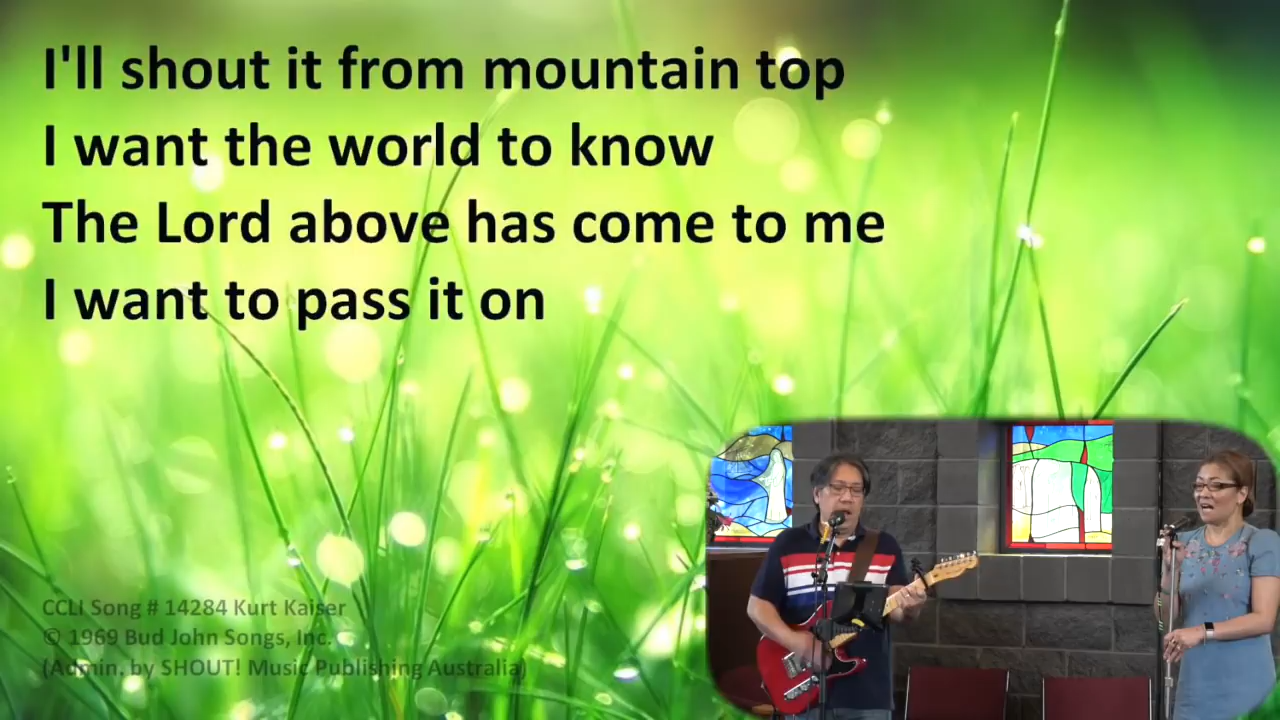 I'll shout it from mountain top
I want the world to know
The Lord above has come to me
I want to pass it on
CCLI Song # 14284 Kurt Kaiser
© 1969 Bud John Songs, Inc.
(Admin. by SHOUT! Music Publishing Australia)